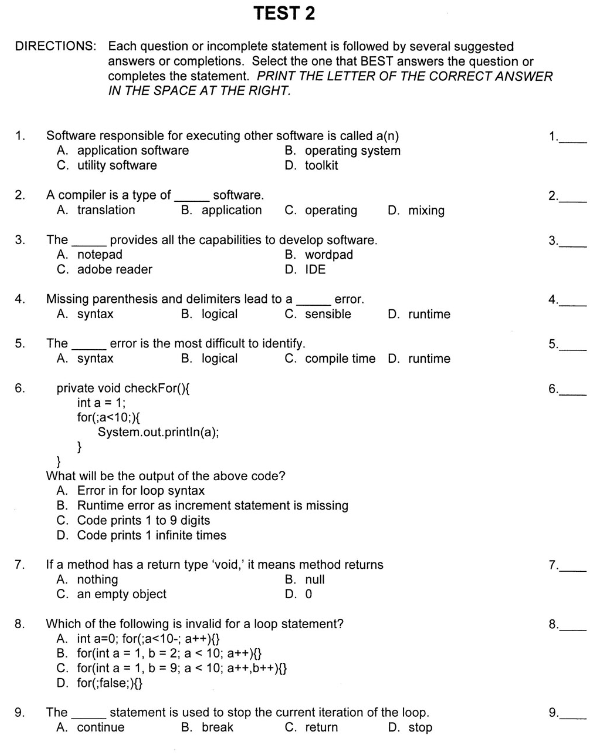 TEST 2
DIRECTIONS: Each question or incomplete statement is followed by several suggested
answers or completions. Select the one that BEST answers the question or
completes the statement. PRINT THE LETTER OF THE CORRECT ANSWER
IN THE SPACE AT THE RIGHT.
1. Software responsible for executing other software is called a(n) 1.____
A. application software B. operating system
C. utility software D. toolkit
2. A compiler is a type of _____ software. 2.____
A. translation B. application C. operating D. mixing
3. The _____ provides all the capabilities to develop software. 3.____
A. notepad B. wordpad
C. adobe reader D. IDE
4. Missing parenthesis and delimiters lead to a _____ error. 4.____
A. syntax B. logical C. sensible D. runtime
5. The _____ error is the most difficult to identify. 5.____
A. syntax B. logical C. compile time D. runtime
6. private void checkFor(){ 6.____
int a = 1;
for(;a<10;){
System.out.println(a);
}
}
What will be the output of the above code?
A. Error in for loop syntax
B. Runtime error as increment statement is missing
C. Code prints 1 to 9 digits
D. Code prints 1 infinite times
7. If a method has a return type 'void,' it means method returns 7.____
A. nothing B. null
C. an empty object D. 0
8. Which of the following is invalid for a loop statement? 8.____
A. int a=0; for(;a<10-; a++){}
B. for(int a = 1, b = 2; a < 10; a++){}
C. for(int a = 1, b = 9; a < 10; a++,b++){}
D. for(;false;){}
9. The _____ statement is used to stop the current iteration of the loop. 9.____
A. continue B. break C. return D. stop